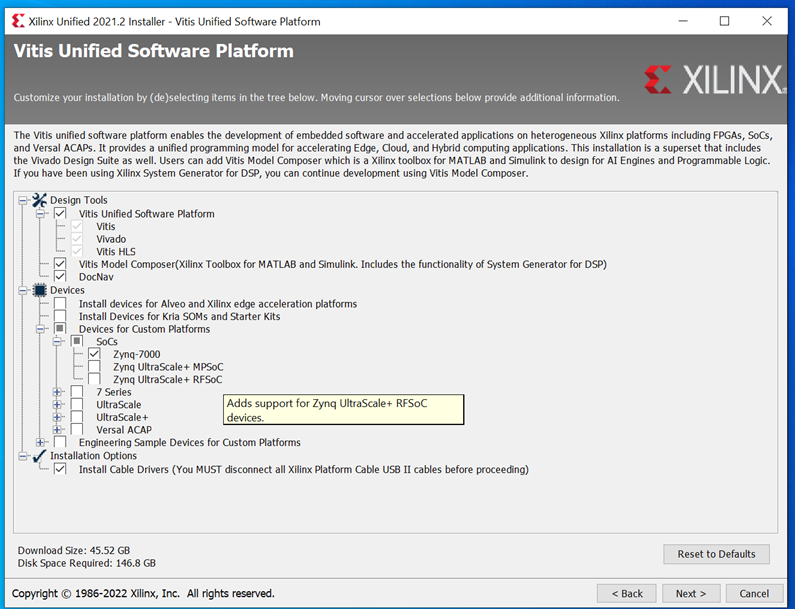 Xilinx Unified 2021.2 Installer - Vitis Unified Software Platform
Vitis Unified Software Platform
XILINX
Customize your installation by (de)selecting items in the tree below. Moving cursor over selections below provide additional information.
The Vitis unified software platform enables the development of embedded software and accelerated applications on heterogeneous Xilinx platforms including FPGAs, SoCs,
and Versal ACAPs. It provides a unified programming model for accelerating Edge, Cloud, and Hybrid computing applications. This installation is a superset that includes
the Vivado Design Suite as well. Users can add Vitis Model Composer which is a Xilinx toolbox for MATLAB and Simulink to design for AI Engines and Programmable Logic.
If you have been using Xilinx System Generator for DSP, you can continue development using Vitis Model Composer.
Design Tools
Vitis Unified Software Platform
Vitis
Vivado
Vitis HLS
Vitis Model Composer(Xilinx Toolbox for MATLAB and Simulink. Includes the functionality of System Generator for DSP)
DocNav
Devices
Install devices for Alveo and Xilinx edge acceleration platforms
Install Devices for Kria SOMs and Starter Kits
Devices for Custom Platforms
SoCs
Zynq-7000
Zynq UltraScale+ MPSoC
Zynq UltraScale+ RFSoC
7 Series
UltraScale
UltraScale+
Versal ACAP
Adds support for Zynq UltraScale+ RFSoC
devices.
Engineering Sample Devices for Custom Platforms
Installation Options
Install Cable Drivers (You MUST disconnect all Xilinx Platform Cable USB II cables before proceeding)
Download Size: 45.52 GB
Disk Space Required: 146.8 GB
Reset to Defaults
Copyright © 1986-2022 Xilinx, Inc. All rights reserved.
< Back
Next >
Cancel